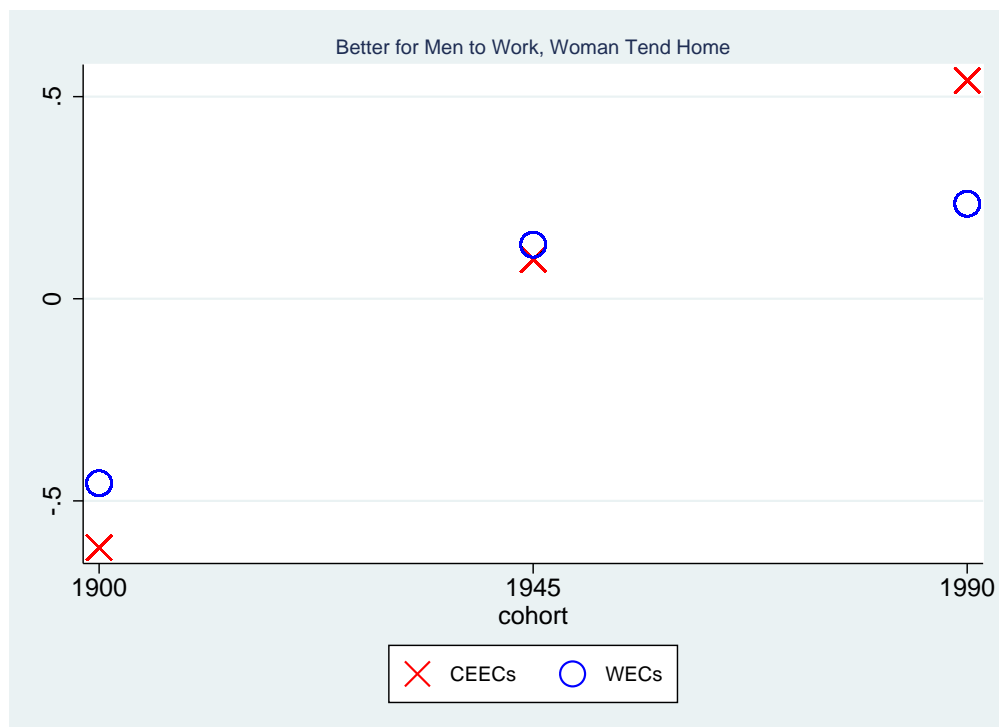 Better for Men to Work, Woman Tend Home
.5
0
-.5
1900 1945 1990
cohort
CEECs WECs